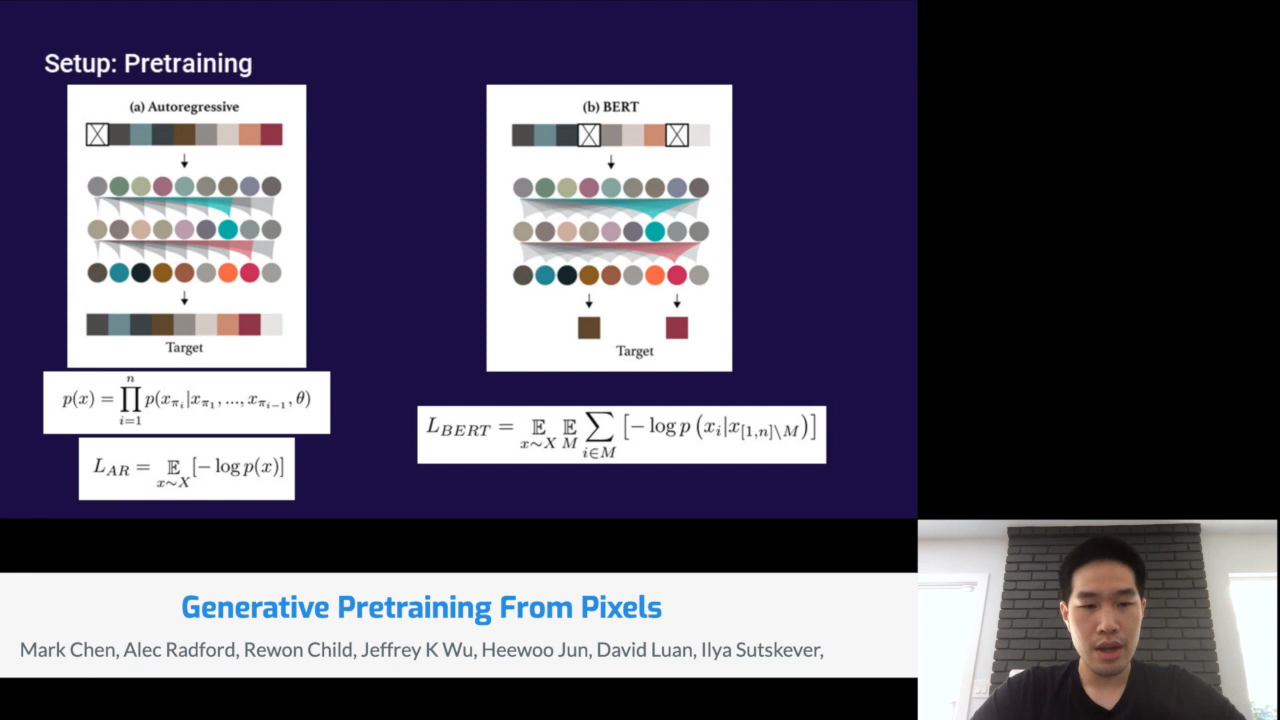 Setup: Pretraining
(a) Autoregressive
Target
p(x) = ∏_{i=1}^{n} p(x_{π_i}|x_{π_1}, ..., x_{π_{i-1}}, θ)
L_{AR} = 𝔼_{x∼X}[− log p(x)]
(b) BERT
Target
L_{BERT} = 𝔼_{x∼X} 𝔼_{M} ∑_{i∈M} [− log p (x_i|x_{[1,n]\M})]
Generative Pretraining From Pixels
Mark Chen, Alec Radford, Rewon Child, Jeffrey K Wu, Heewoo Jun, David Luan, Ilya Sutskever,